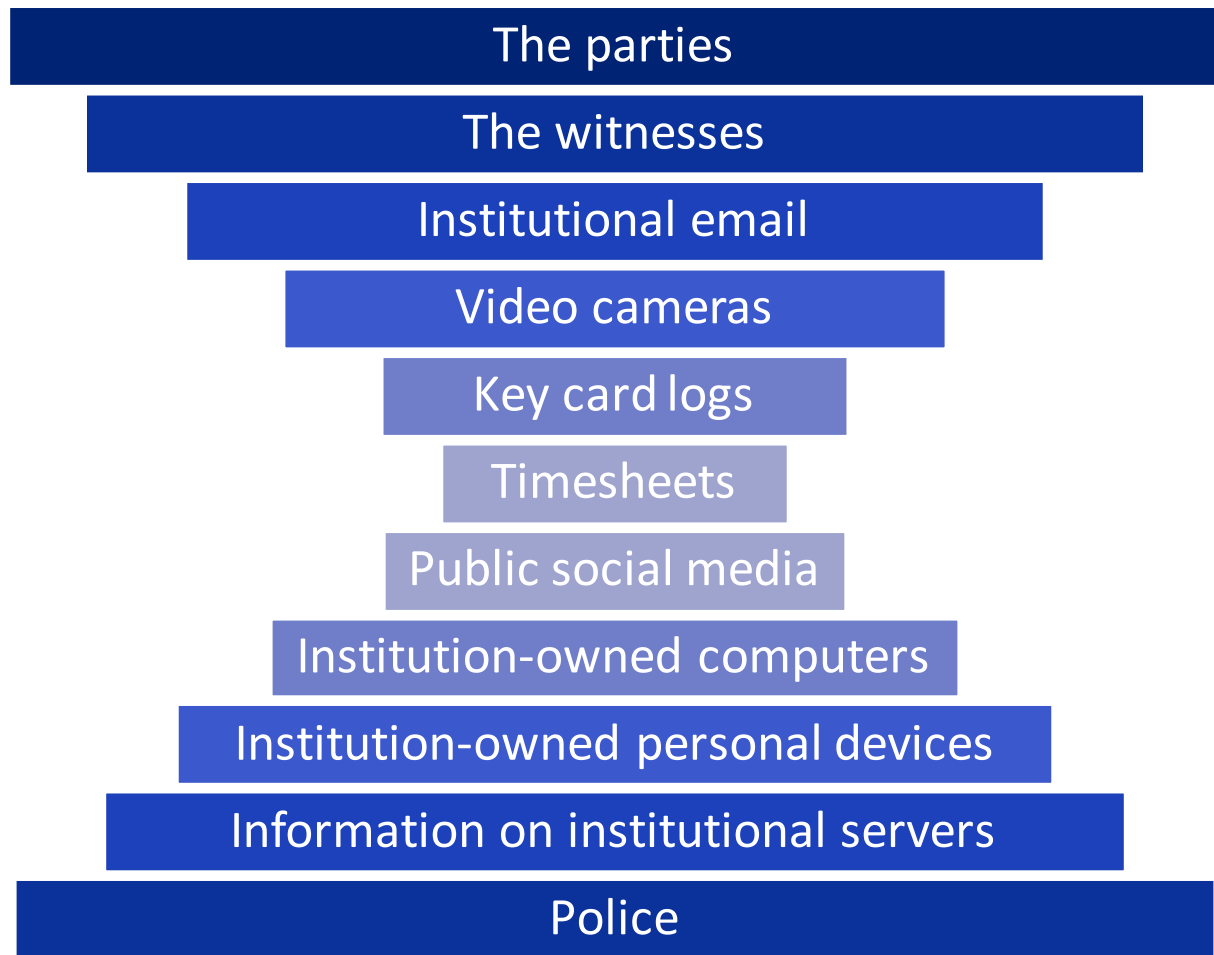 The parties
The witnesses
Institutional email
Video cameras
Key card logs
Timesheets
Public social media
Institution-owned computers
Institution-owned personal devices
Information on institutional servers
Police